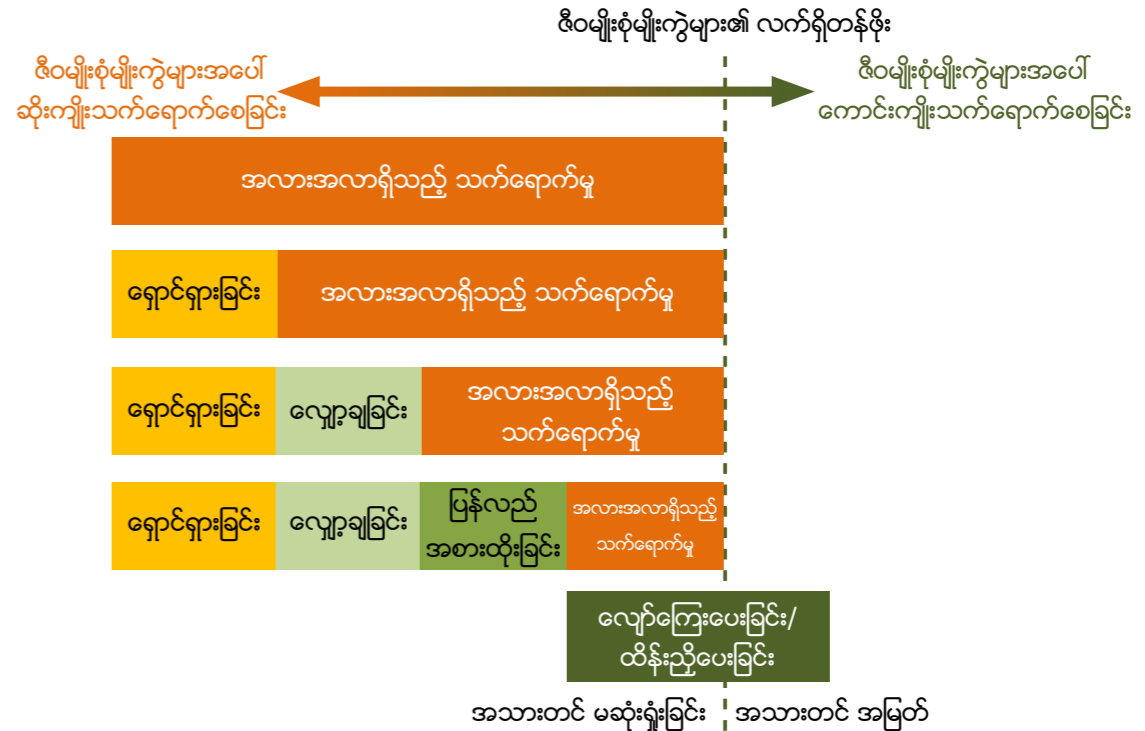 ဇီဝမျိုးစုံမျိုးကွဲများ၏ လက်ရှိတန်ဖိုး
ဇီဝမျိုးစုံမျိုးကွဲများအပေါ်
ဆိုးကျိုးသက်ရောက်စေခြင်း
ဇီဝမျိုးစုံမျိုးကွဲများအပေါ်
ကောင်းကျိုးသက်ရောက်စေခြင်း
အလားအလာရှိသည့် သက်ရောက်မှု
ရှောင်ရှားခြင်း
အလားအလာရှိသည့် သက်ရောက်မှု
ရှောင်ရှားခြင်း
လျှော့ချခြင်း
အလားအလာရှိသည့်
သက်ရောက်မှု
ရှောင်ရှားခြင်း
လျှော့ချခြင်း
ပြန်လည်
အစားထိုးခြင်း
အလားအလာရှိသည့်
သက်ရောက်မှု
လျော်ကြေးပေးခြင်း/
ထိန်းညှိပေးခြင်း
အသားတင် မဆုံးရှုံးခြင်း
အသားတင် အမြတ်